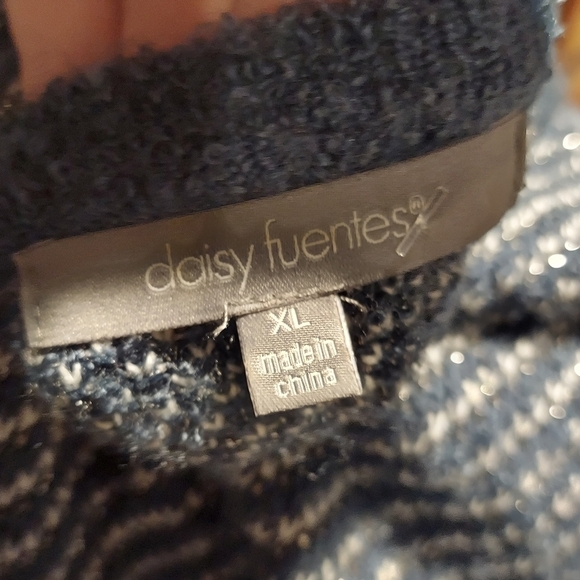 daisy fuentes®
XL
made in
china